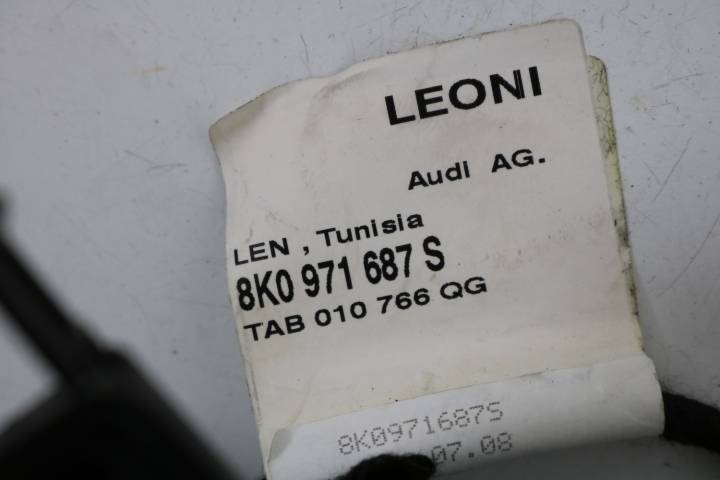 LEONI
Audi AG.
LEN , Tunisia
8K0 971 687 S
TAB 010 766 QG
8K0971687S
07.08